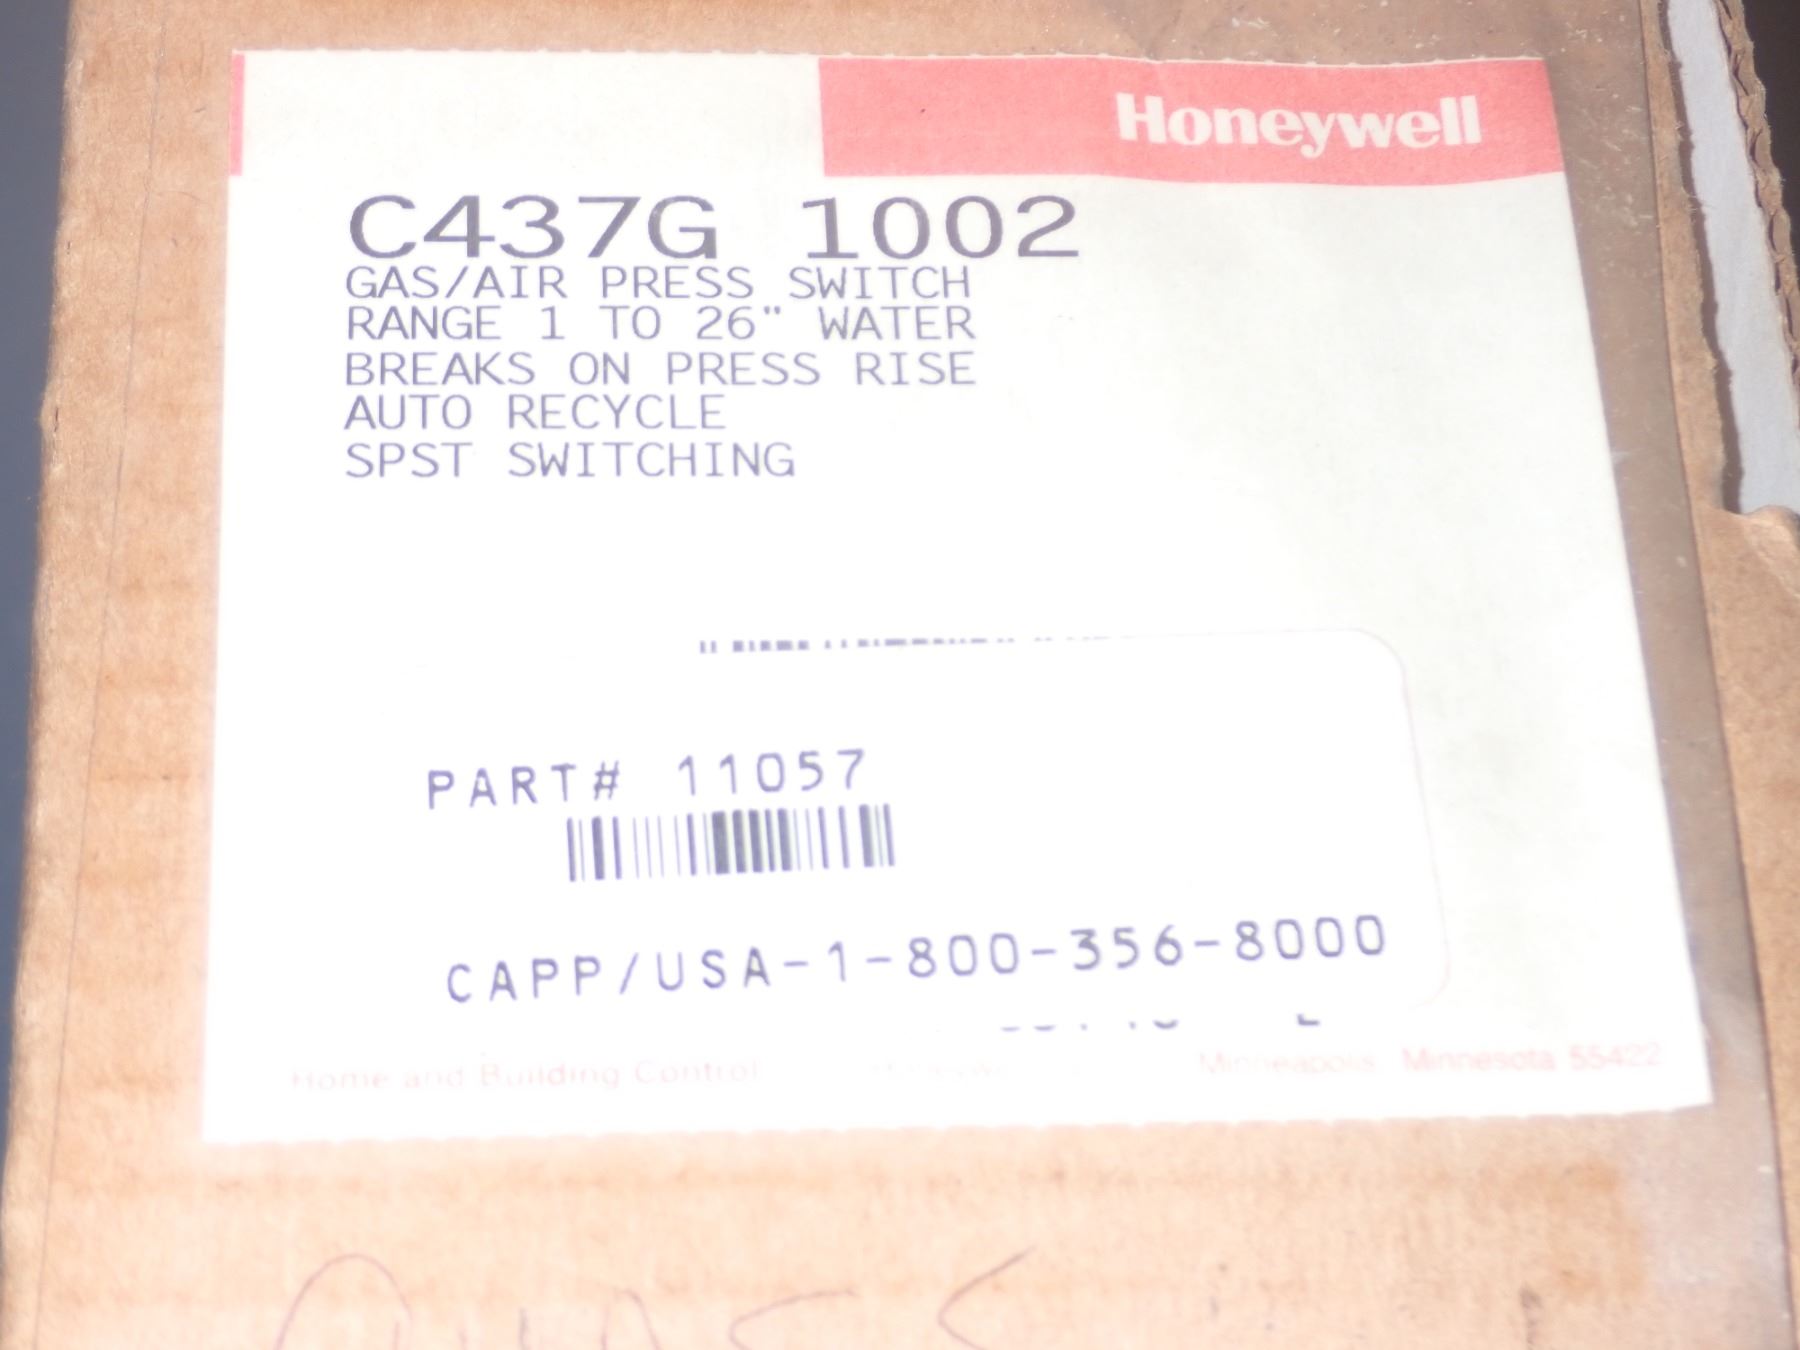 Honeywell
C437G 1002
GAS/AIR PRESS SWITCH
RANGE 1 TO 26" WATER
BREAKS ON PRESS RISE
AUTO RECYCLE
SPST SWITCHING
PART# 11057
CAPP/USA-1-800-356-8000
Home and Building Control Minneapolis Minnesota 55422